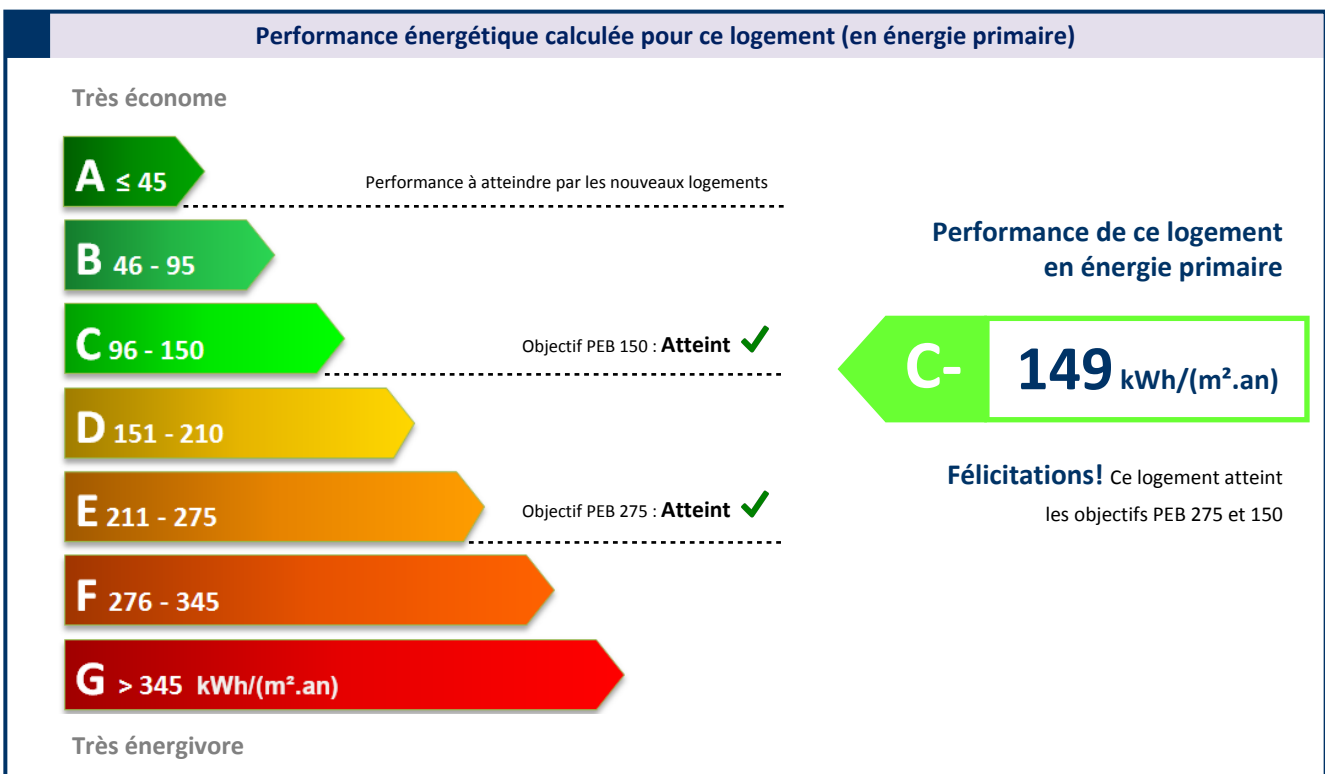 Performance énergétique calculée pour ce logement (en énergie primaire)
Très économe
A ≤ 45
Performance à atteindre par les nouveaux logements
B 46 - 95
C 96 - 150
Objectif PEB 150 : Atteint
D 151 - 210
E 211 - 275
Objectif PEB 275 : Atteint
F 276 - 345
G > 345 kWh/(m².an)
Très énergivore
Performance de ce logement
en énergie primaire
C-
149 kWh/(m².an)
Félicitations! Ce logement atteint
les objectifs PEB 275 et 150